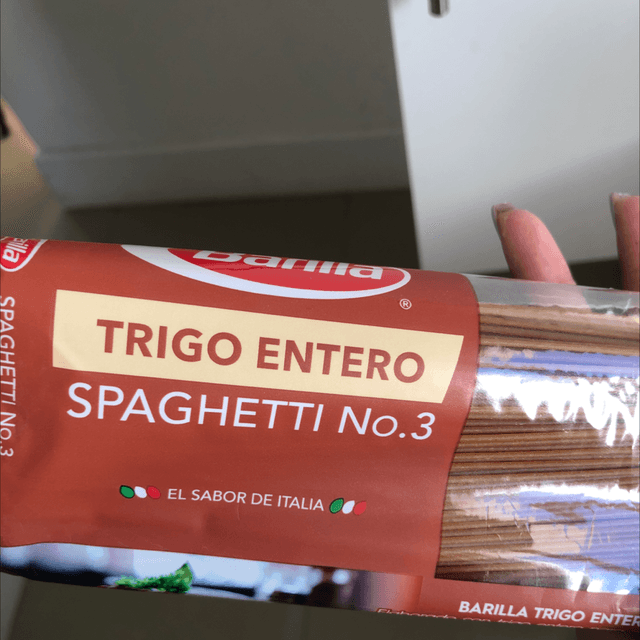 Barilla
®
TRIGO ENTERO
SPAGHETTI No.3
EL SABOR DE ITALIA
SPAGHETTI No.3
BARILLA TRIGO ENTER